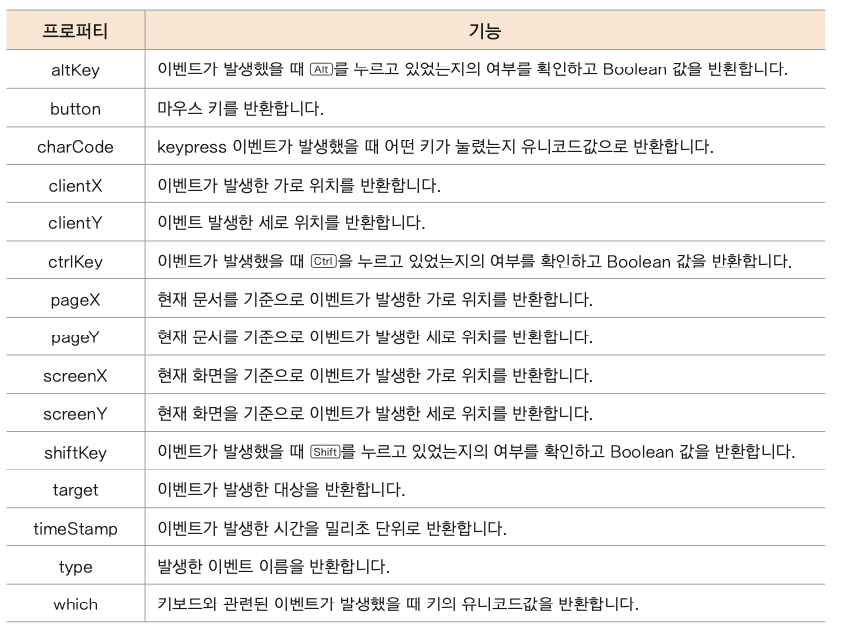 프로퍼티 기능
altKey 이벤트가 발생했을 때 Alt를 누르고 있었는지의 여부를 확인하고 Boolean 값을 반환합니다.
button 마우스 키를 반환합니다.
charCode keypress 이벤트가 발생했을 때 어떤 키가 눌렸는지 유니코드값으로 반환합니다.
clientX 이벤트가 발생한 가로 위치를 반환합니다.
clientY 이벤트 발생한 세로 위치를 반환합니다.
ctrlKey 이벤트가 발생했을 때 Ctrl을 누르고 있었는지의 여부를 확인하고 Boolean 값을 반환합니다.
pageX 현재 문서를 기준으로 이벤트가 발생한 가로 위치를 반환합니다.
pageY 현재 문서를 기준으로 이벤트가 발생한 세로 위치를 반환합니다.
screenX 현재 화면을 기준으로 이벤트가 발생한 가로 위치를 반환합니다.
screenY 현재 화면을 기준으로 이벤트가 발생한 세로 위치를 반환합니다.
shiftKey 이벤트가 발생했을 때 Shift를 누르고 있었는지의 여부를 확인하고 Boolean 값을 반환합니다.
target 이벤트가 발생한 대상을 반환합니다.
timeStamp 이벤트가 발생한 시간을 밀리초 단위로 반환합니다.
type 발생한 이벤트 이름을 반환합니다.
which 키보드와 관련된 이벤트가 발생했을 때 키의 유니코드값을 반환합니다.